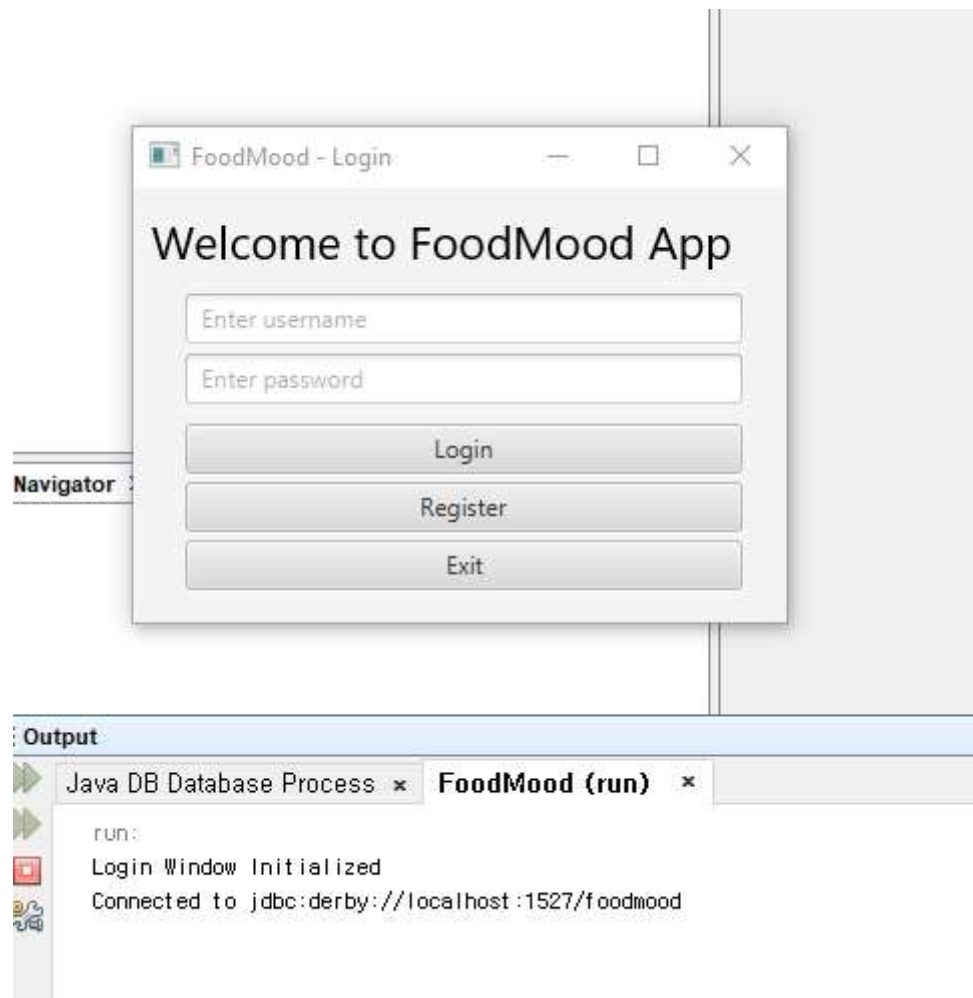 FoodMood - Login
Welcome to FoodMood App
Enter username
Enter password
Login
Navigator
Register
Exit
Output
Java DB Database Process × FoodMood (run) ×
run:
Login Window Initialized
Connected to jdbc:derby://localhost:1527/foodmood